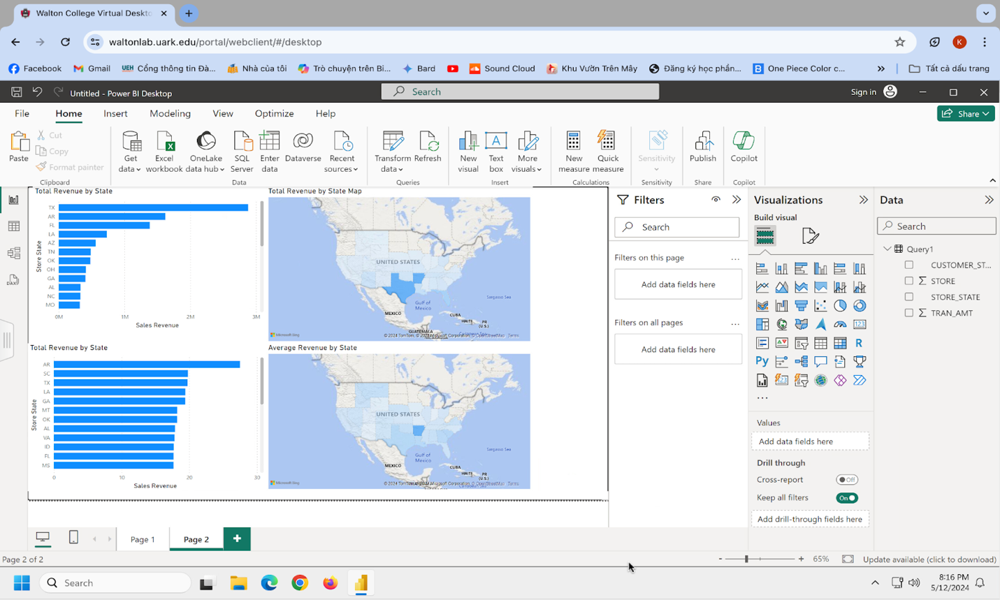 Walton College Virtual Deskto
waltonlab.uark.edu/portal/webclient/#/desktop
K
Facebook Gmail UEH Cổng thông tin Đà... Nhà của tôi Trò chuyện trên Bi... Bard Sound Cloud Khu Vườn Trên Mây Đăng ký học phần... One Piece Color c... Tất cả dấu trang
Untitled - Power BI Desktop Search Sign in
File Home Insert Modeling View Optimize Help Share
Paste Cut
Copy
Format painter
Get data
Excel workbook
OneLake data hub
SQL Server
Enter data
Dataverse
Recent sources
Transform data
Refresh
New visual
Text box
More visuals
New measure
Quick measure
Sensitivity
Publish
Copilot
Clipboard Data Queries Insert Calculations Sensitivity Share Copilot
Total Revenue by State
Store State
TX
AR
FL
LA
AZ
TN
OK
OH
GA
AL
NC
MO
0M 1M 2M 3M
Sales Revenue
Total Revenue by State Map
UNITED STATES
Sargasso Sea
Gulf of
Mexico
MEXICO
CUBA
HAITI PR
(U.S.)
GUATEMALA
Microsoft Bing
© 2024 TomTom, © 2024 Microsoft Corporation, © OpenStreetMap Terms
Total Revenue by State
Store State
AR
SC
TX
LA
GA
MT
OK
AL
VA
ID
FL
MS
0 10 20 30
Sales Revenue
Average Revenue by State
UNITED STATES
Sargasso Sea
Gulf of
Mexico
MEXICO
CUBA
HAITI PR
(U.S.)
Microsoft Bing
Microsoft Corporation, © OpenStreetMap Terms
Filters
Search
Filters on this page ...
Add data fields here
Filters on all pages ...
Add data fields here
Visualizations
Build visual
123
R
Py
123
...
Values
Add data fields here
Drill through
Cross-report Off
Keep all filters On
Add drill-through fields here
Data
Search
Query1
CUSTOMER_ST...
Σ STORE
STORE_STATE
Σ TRAN_AMT
Page 1 Page 2 +
Page 2 of 2 - + 65% Update available (click to download)
Search
8:16 PM
5/12/2024